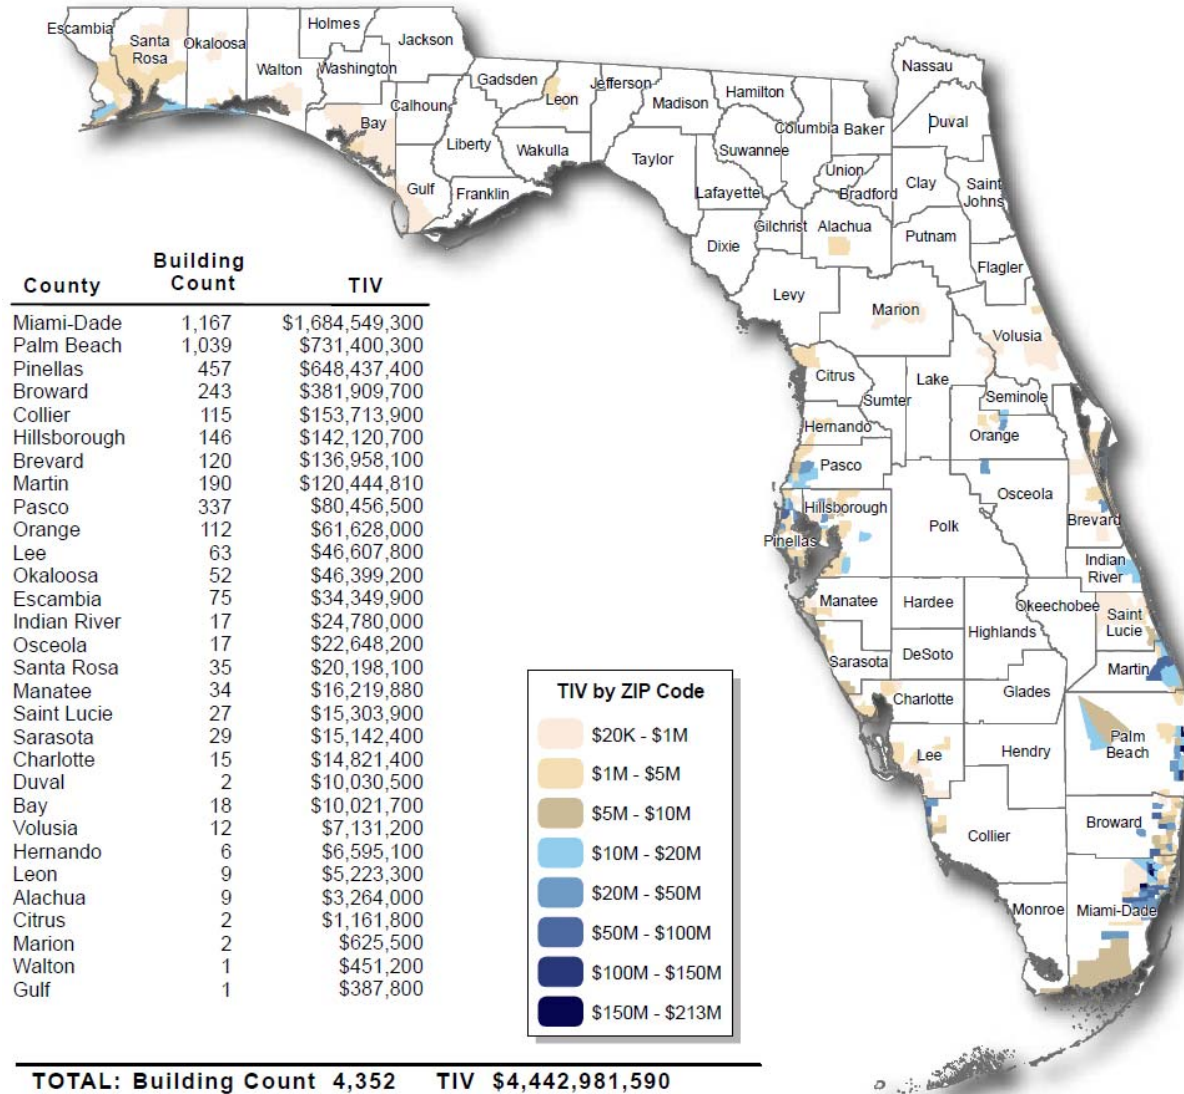 Escambia
Santa
Rosa
Okaloosa
Walton
Holmes
Washington
Jackson
Calhoun
Bay
Gulf
Liberty
Franklin
Gadsden
Leon
Wakulla
Jefferson
Madison
Taylor
Hamilton
Suwannee
Lafayette
Dixie
Columbia
Gilchrist
Baker
Union
Bradford
Alachua
Levy
Nassau
Duval
Clay
Saint
Johns
Putnam
Flagler
Marion
Volusia
Citrus
Sumter
Lake
Seminole
Hernando
Orange
Pasco
Osceola
Hillsborough
Polk
Pinellas
Brevard
Indian
River
Manatee
Hardee
Okeechobee
Saint
Lucie
Highlands
DeSoto
Sarasota
Martin
Charlotte
Glades
Palm
Beach
Lee
Hendry
Collier
Broward
Monroe
Miami-Dade
County Building Count TIV
Miami-Dade 1,167 $1,684,549,300
Palm Beach 1,039 $731,400,300
Pinellas 457 $648,437,400
Broward 243 $381,909,700
Collier 115 $153,713,900
Hillsborough 146 $142,120,700
Brevard 120 $136,958,100
Martin 190 $120,444,810
Pasco 337 $80,456,500
Orange 112 $61,628,000
Lee 63 $46,607,800
Okaloosa 52 $46,399,200
Escambia 75 $34,349,900
Indian River 17 $24,780,000
Osceola 17 $22,648,200
Santa Rosa 35 $20,198,100
Manatee 34 $16,219,880
Saint Lucie 27 $15,303,900
Sarasota 29 $15,142,400
Charlotte 15 $14,821,400
Duval 2 $10,030,500
Bay 18 $10,021,700
Volusia 12 $7,131,200
Hernando 6 $6,595,100
Leon 9 $5,223,300
Alachua 9 $3,264,000
Citrus 2 $1,161,800
Marion 2 $625,500
Walton 1 $451,200
Gulf 1 $387,800
TIV by ZIP Code
$20K - $1M
$1M - $5M
$5M - $10M
$10M - $20M
$20M - $50M
$50M - $100M
$100M - $150M
$150M - $213M
TOTAL: Building Count 4,352 TIV $4,442,981,590